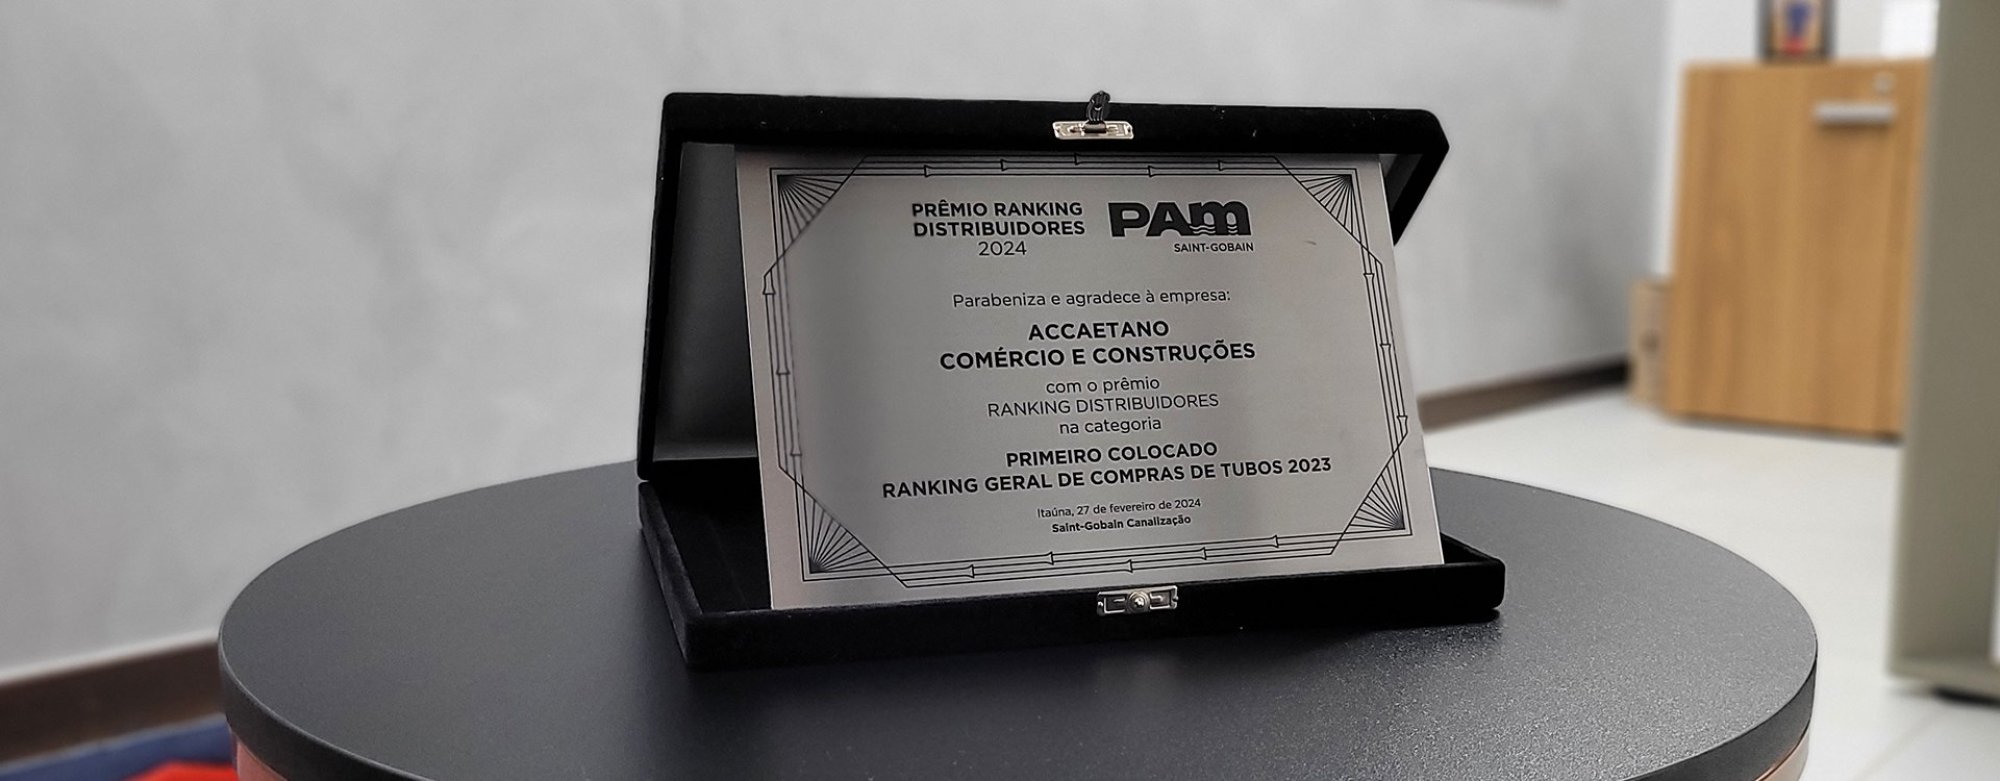 PRÊMIO RANKING
DISTRIBUIDORES
2024
PAM
SAINT-GOBAIN
Parabeniza e agradece à empresa:
ACCAETANO
COMÉRCIO E CONSTRUÇÕES
com o prêmio
RANKING DISTRIBUIDORES
na categoria
PRIMEIRO COLOCADO
RANKING GERAL DE COMPRAS DE TUBOS 2023
Itaúna, 27 de fevereiro de 2024
Saint-Gobain Canalização